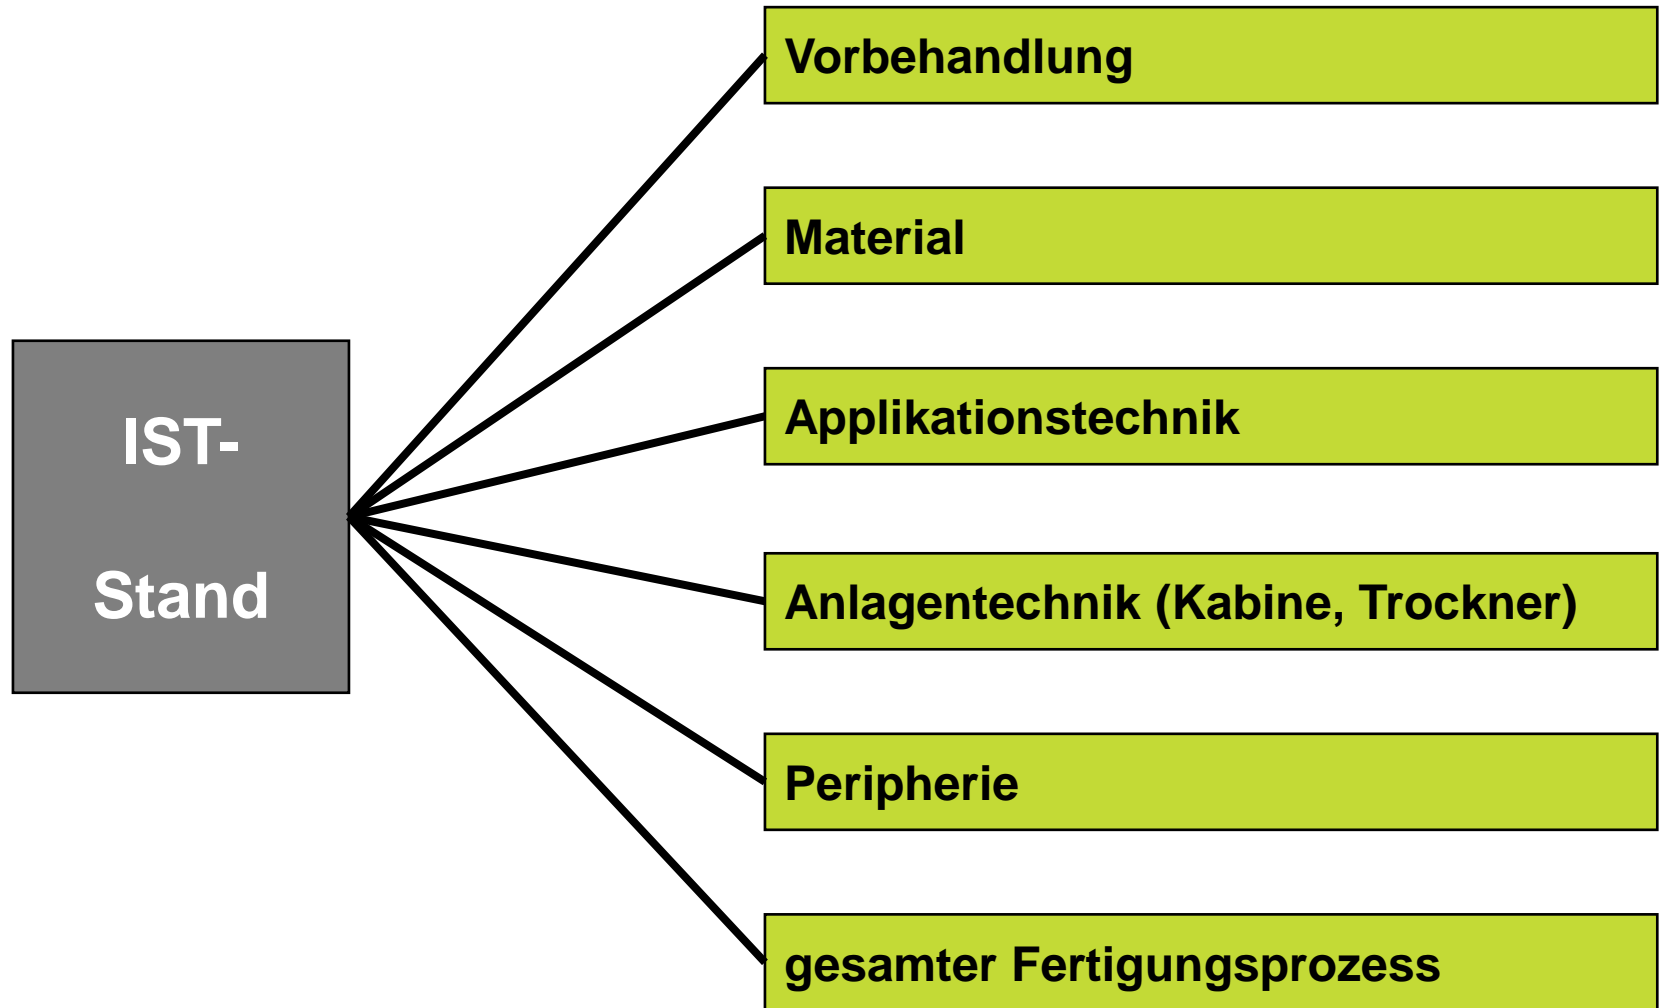 IST-
Stand
Vorbehandlung
Material
Applikationstechnik
Anlagentechnik (Kabine, Trockner)
Peripherie
gesamter Fertigungsprozess